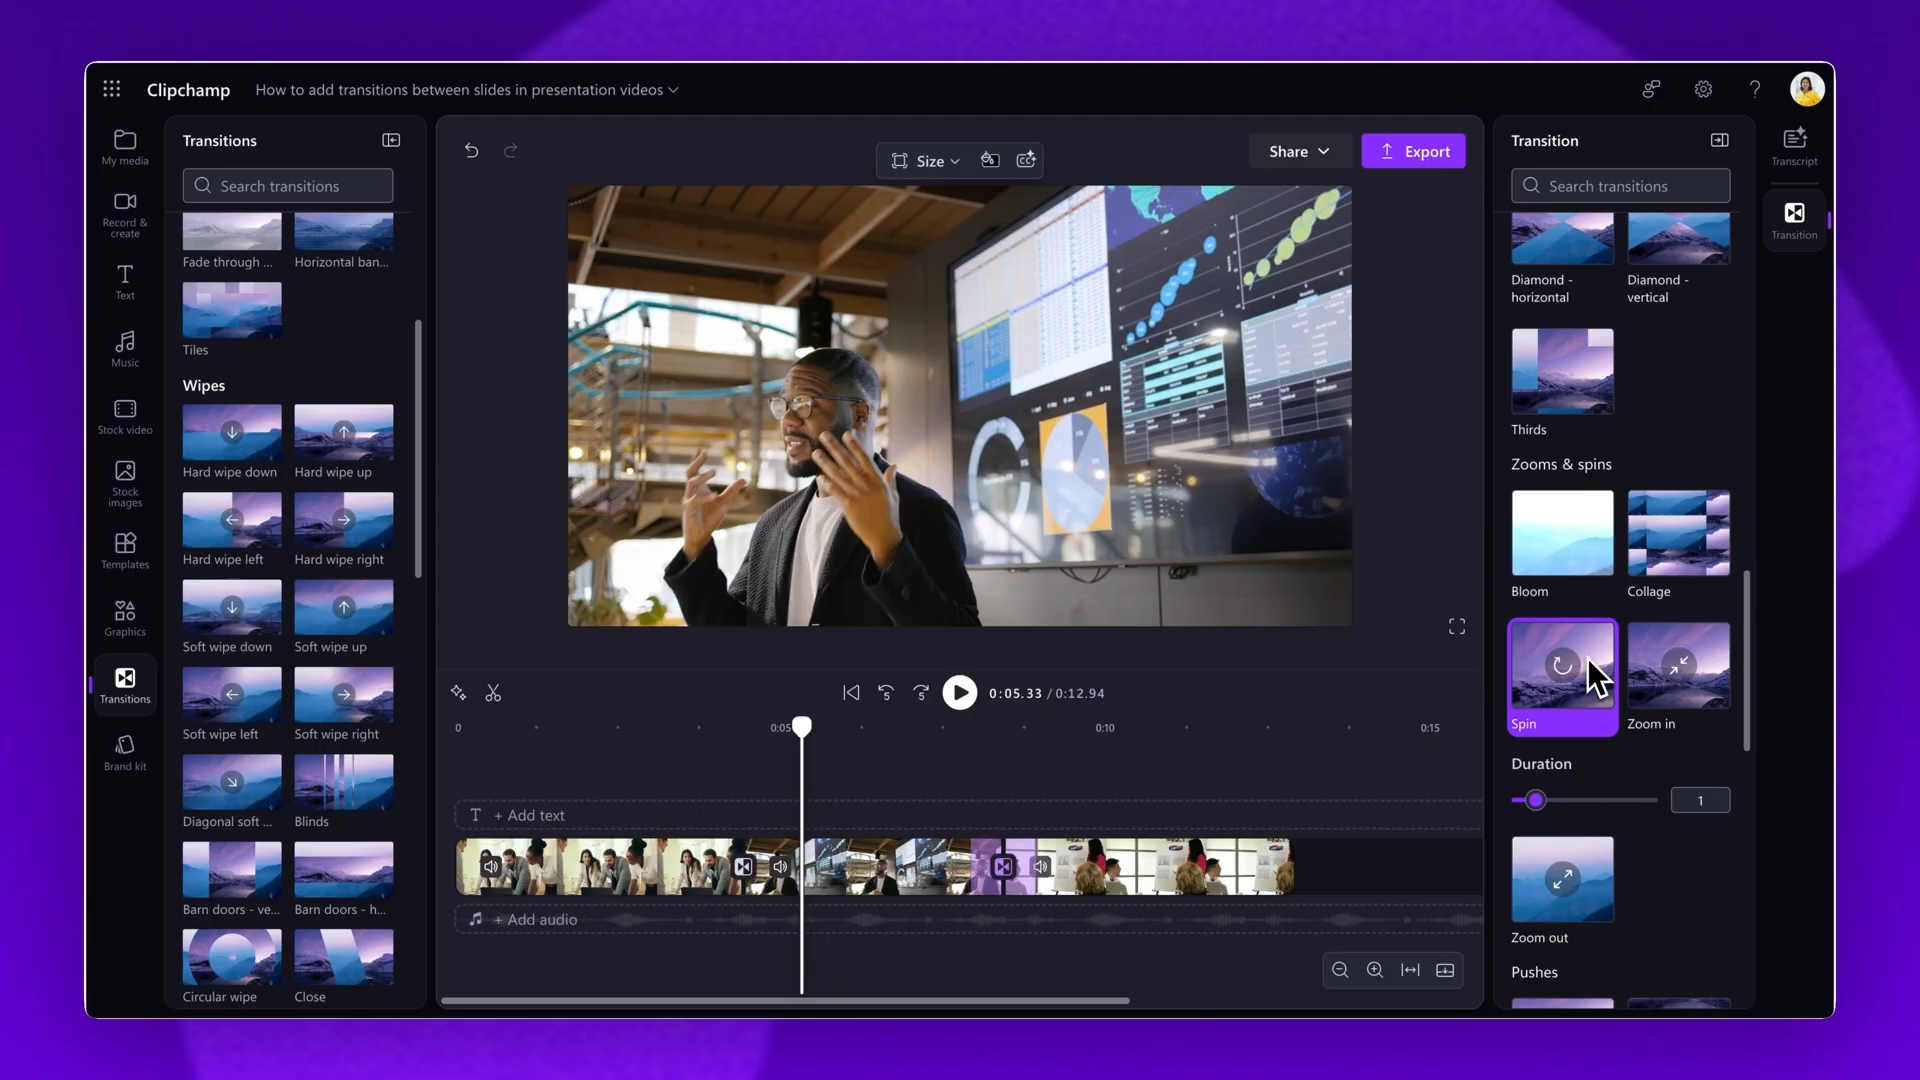 Clipchamp
How to add transitions between slides in presentation videos
My media
Record &
create
Text
Music
Stock video
Stock
images
Templates
Graphics
Transitions
Brand kit
Transitions
Search transitions
Fade through ...
Horizontal ban...
Tiles
Wipes
Hard wipe down
Hard wipe up
Hard wipe left
Hard wipe right
Soft wipe down
Soft wipe up
Soft wipe left
Soft wipe right
Diagonal soft ...
Blinds
Barn doors - ve...
Barn doors - h...
Circular wipe
Close
Size
CC
Share
Export
5
5
0:05.33 / 0:12.94
0
0:05
0:10
0:15
T + Add text
+ Add audio
Transition
Search transitions
Diamond -
horizontal
Diamond -
vertical
Thirds
Zooms & spins
Bloom
Collage
Spin
Zoom in
Duration
1
Zoom out
Pushes
Transcript
Transition